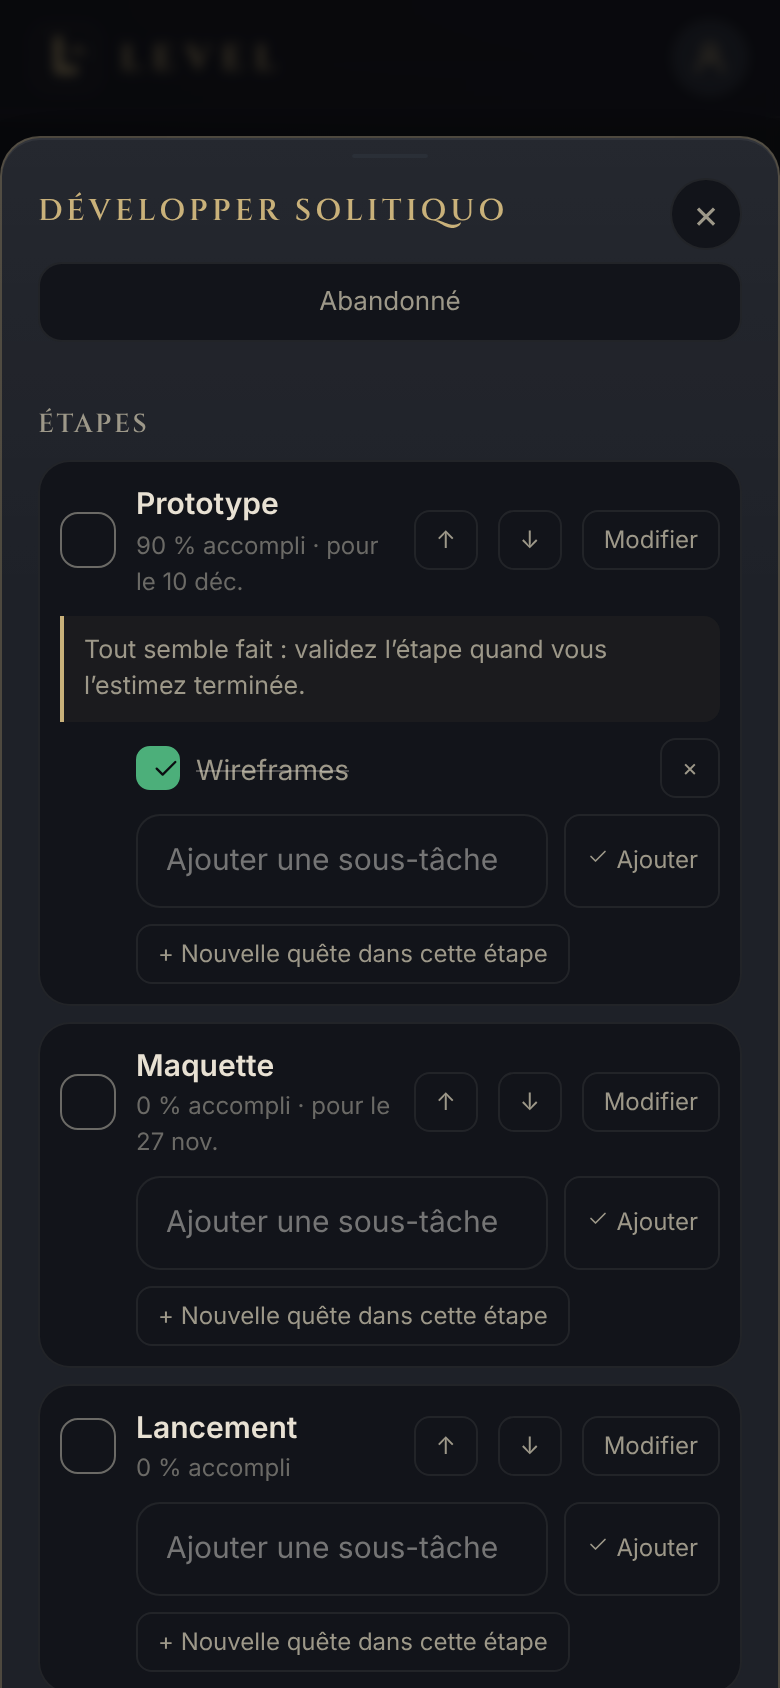 LEVEL
DÉVELOPPER SOLITIQUO
×
Abandonné
ÉTAPES
Prototype
90 % accompli · pour
le 10 déc.
↑ ↓ Modifier
Tout semble fait : validez l’étape quand vous
l’estimez terminée.
Wireframes
×
Ajouter une sous-tâche
✓ Ajouter
+ Nouvelle quête dans cette étape
Maquette
0 % accompli · pour le
27 nov.
↑ ↓ Modifier
Ajouter une sous-tâche
✓ Ajouter
+ Nouvelle quête dans cette étape
Lancement
0 % accompli
↑ ↓ Modifier
Ajouter une sous-tâche
✓ Ajouter
+ Nouvelle quête dans cette étape